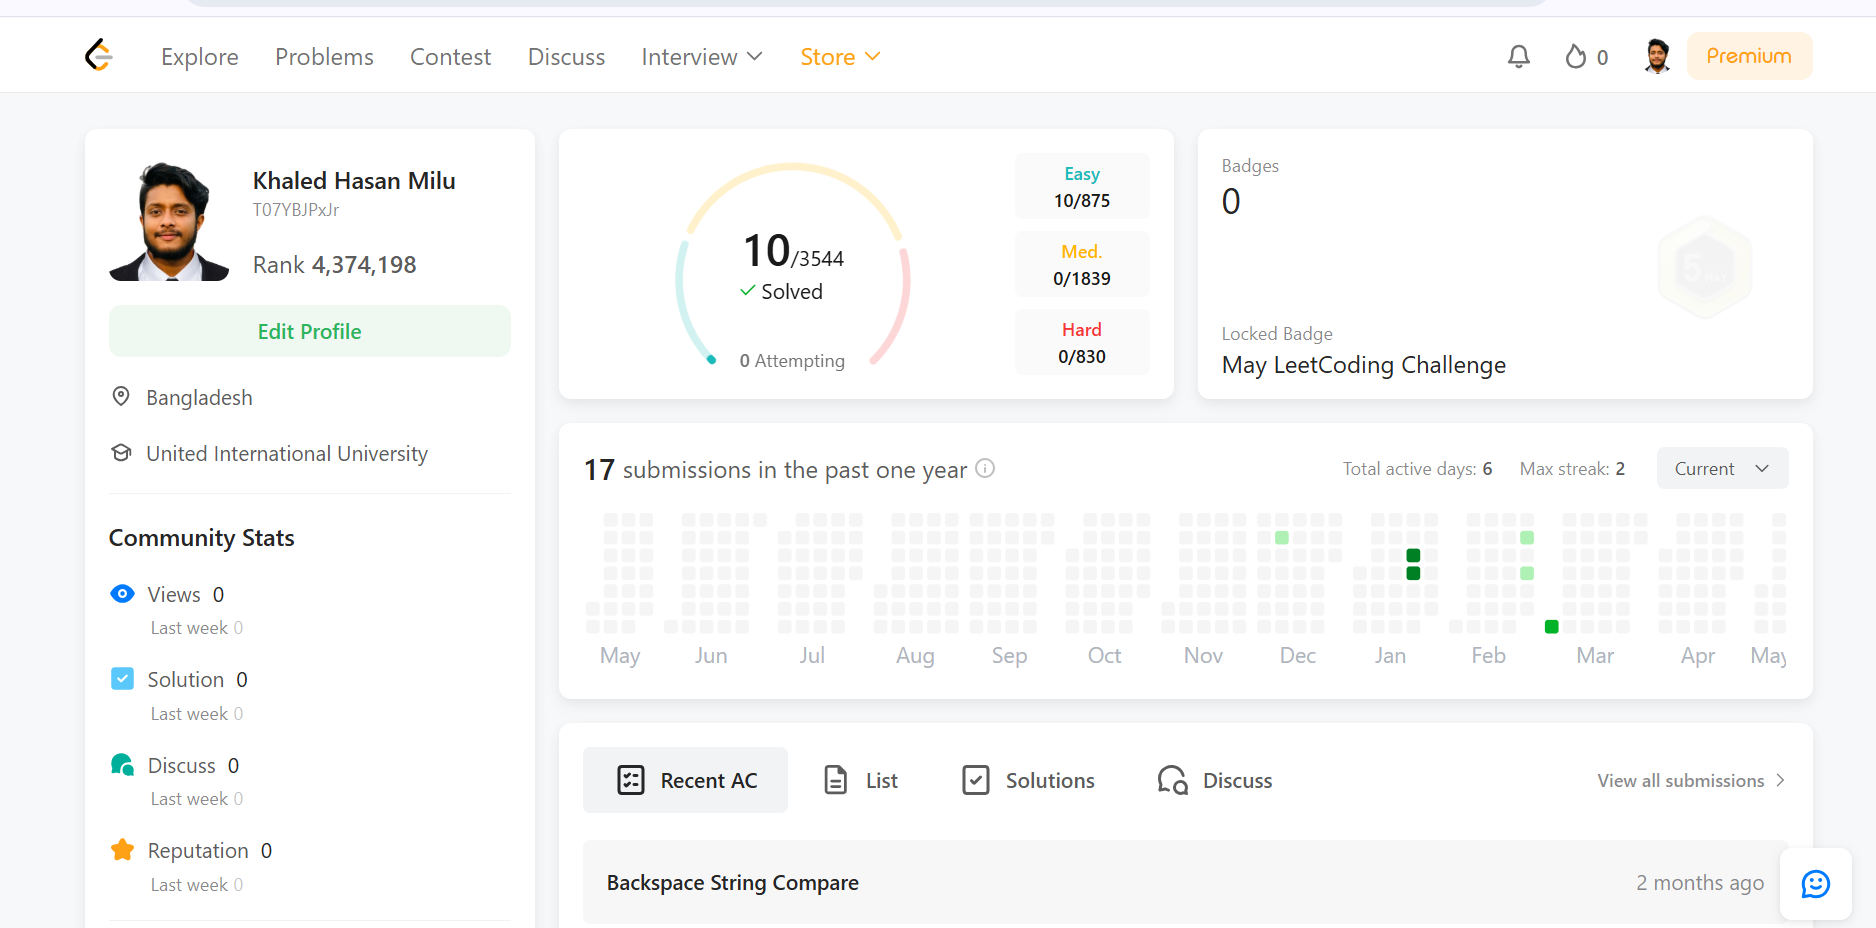 Explore Problems Contest Discuss Interview Store 0 Premium
Khaled Hasan Milu
T07YBJPxJr
Rank 4,374,198
Edit Profile
Bangladesh
United International University
Community Stats
Views 0
Last week 0
Solution 0
Last week 0
Discuss 0
Last week 0
Reputation 0
Last week 0
10/3544
Solved
0 Attempting
Easy
10/875
Med.
0/1839
Hard
0/830
Badges
0
Locked Badge
May LeetCoding Challenge
17 submissions in the past one year
Total active days: 6 Max streak: 2 Current
May Jun Jul Aug Sep Oct Nov Dec Jan Feb Mar Apr May
Recent AC List Solutions Discuss View all submissions
Backspace String Compare 2 months ago